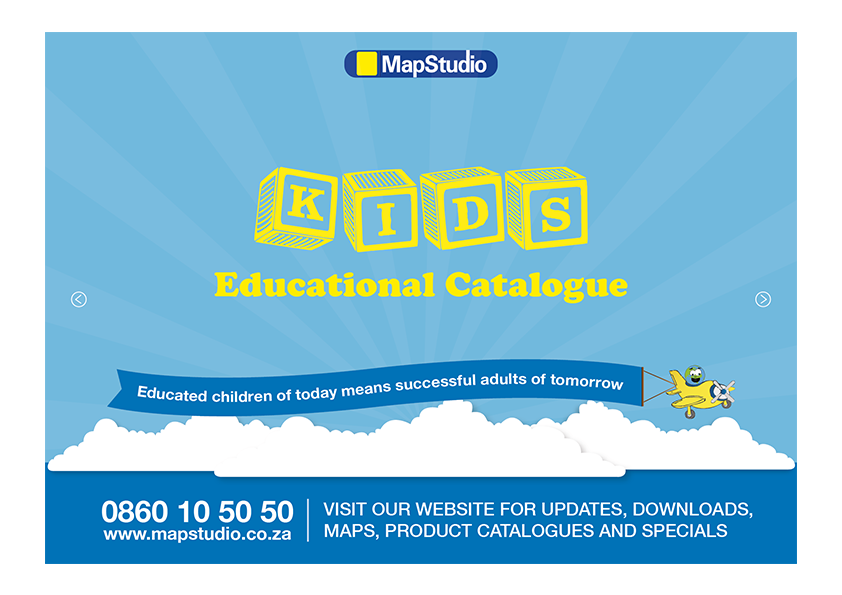 MapStudio
KIDS
Educational Catalogue
Educated children of today means successful adults of tomorrow
0860 10 50 50
www.mapstudio.co.za
VISIT OUR WEBSITE FOR UPDATES, DOWNLOADS,
MAPS, PRODUCT CATALOGUES AND SPECIALS